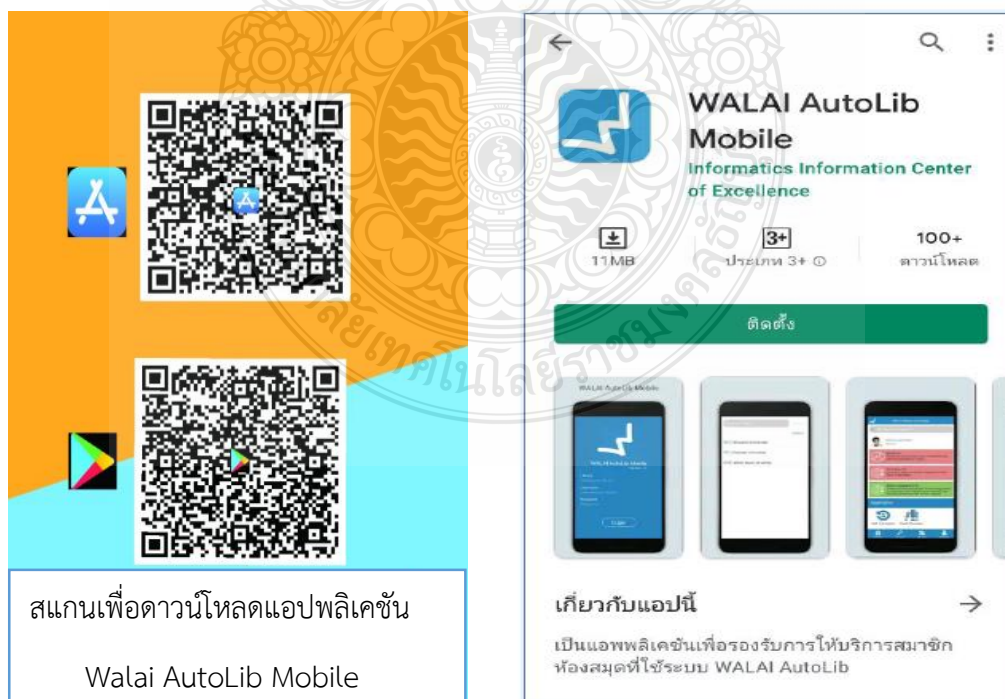 สแกนเพื่อดาวน์โหลดแอปพลิเคชัน
Walai AutoLib Mobile
WALAI AutoLib
Mobile
Informatics Information Center
of Excellence
11 MB
3+
ประเภท 3+
100+
ดาวน์โหลด
ติดตั้ง
WALAI AutoLib Mobile
เกี่ยวกับแอปนี้
เป็นแอพพลิเคชันเพื่อรองรับการให้บริการสมาชิก
ห้องสมุดที่ใช้ระบบ WALAI AutoLib